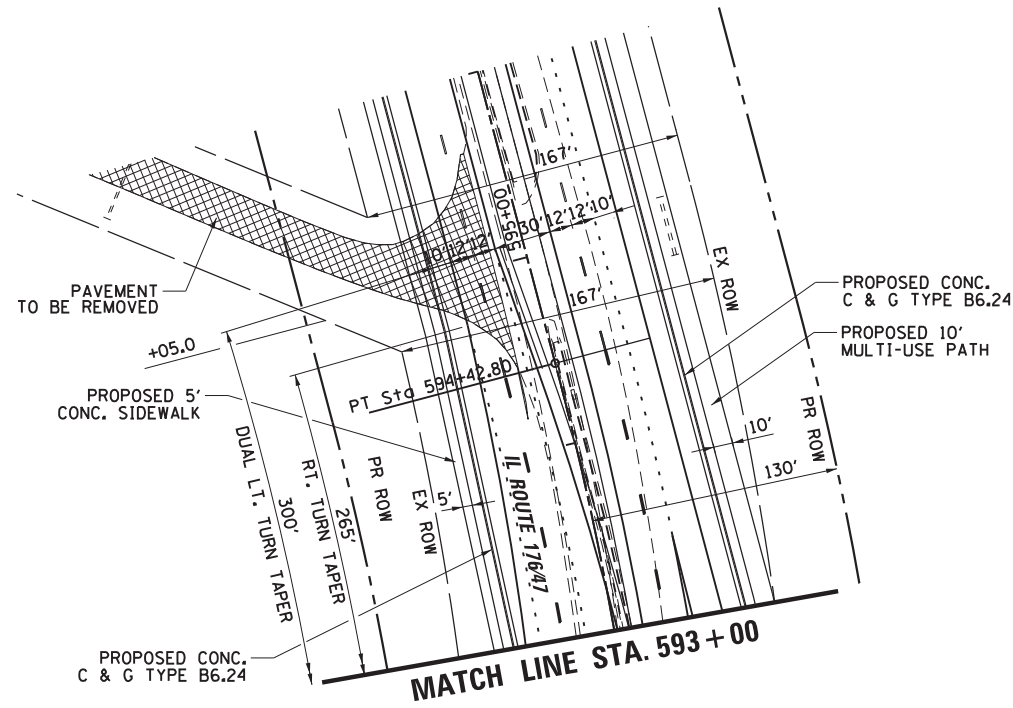 167'
595+00
10' 12' 12' 30' 12' 12' 10'
EX ROW
PROPOSED CONC.
C & G TYPE B6.24
PAVEMENT
TO BE REMOVED
167'
PROPOSED 10'
MULTI-USE PATH
+05.0
PT Sta 594+42.80
PROPOSED 5'
CONC. SIDEWALK
PR ROW
10'
130'
DUAL LT. TURN TAPER
300'
RT. TURN TAPER
265'
PR ROW
EX ROW
5'
IL ROUTE 176/47
PROPOSED CONC.
C & G TYPE B6.24
MATCH LINE STA. 593+00